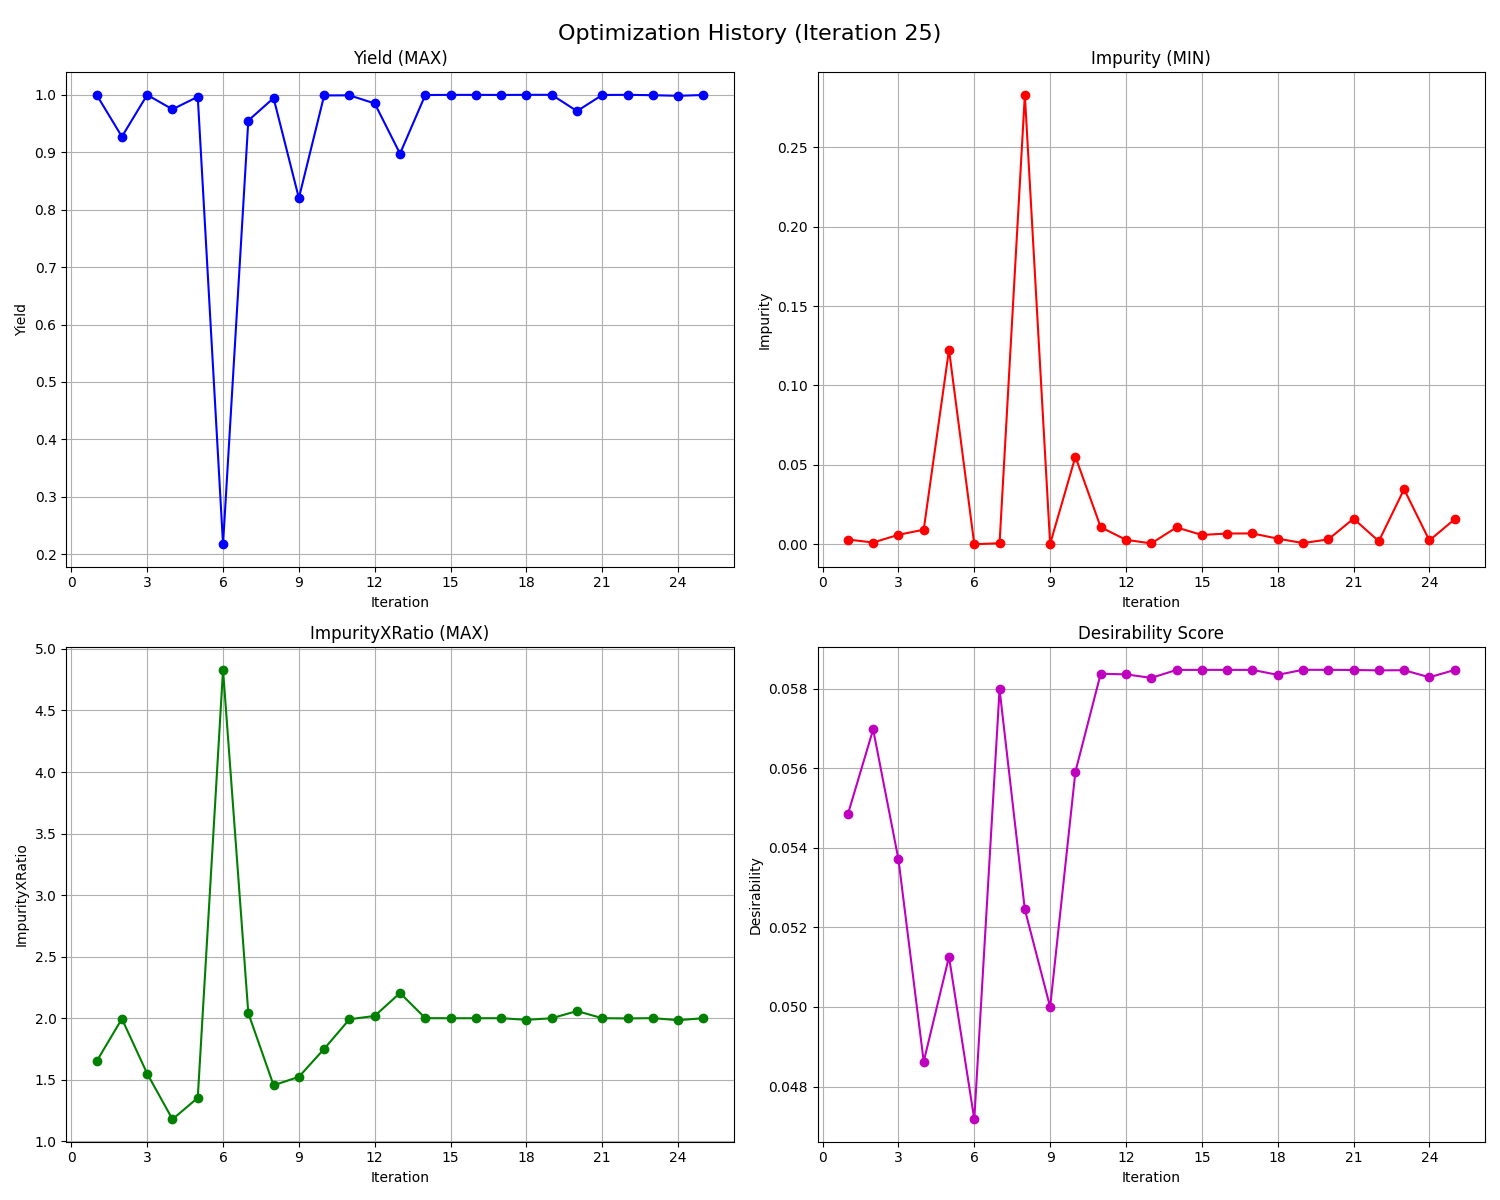 Optimization History (Iteration 25)
Yield (MAX)
1.0
0.9
0.8
0.7
0.6
0.5
0.4
0.3
0.2
Yield
0 3 6 9 12 15 18 21 24
Iteration
Impurity (MIN)
0.25
0.20
0.15
0.10
0.05
0.00
Impurity
0 3 6 9 12 15 18 21 24
Iteration
ImpurityXRatio (MAX)
5.0
4.5
4.0
3.5
3.0
2.5
2.0
1.5
1.0
ImpurityXRatio
0 3 6 9 12 15 18 21 24
Iteration
Desirability Score
0.058
0.056
0.054
0.052
0.050
0.048
Desirability
0 3 6 9 12 15 18 21 24
Iteration